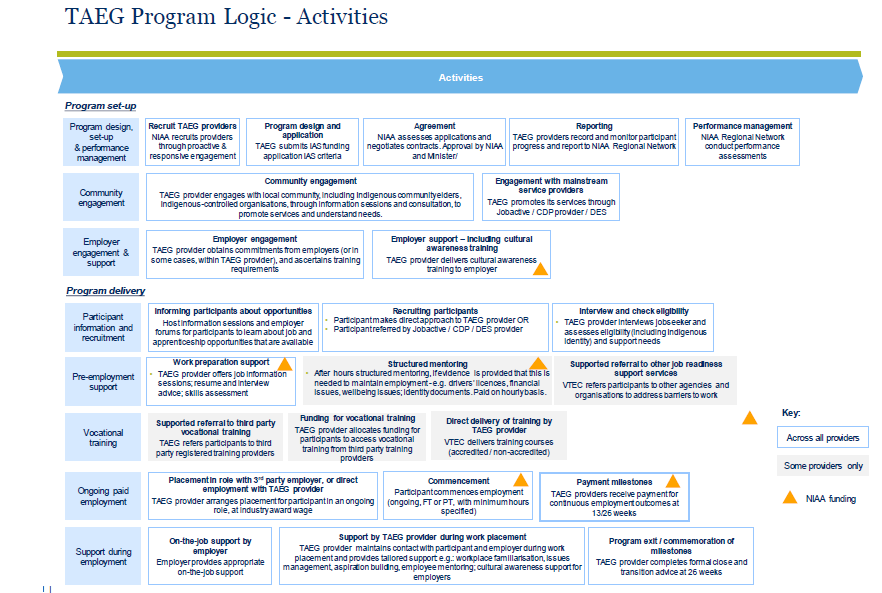 TAEG Program Logic - Activities
Activities
Program set-up
Program design,
set-up
& performance
management
Recruit TAEG providers
NIAA recruits providers
through proactive &
responsive engagement
Program design and
application
TAEG submits IAS funding
application IAS criteria
Agreement
NIAA assesses applications and
negotiates contracts. Approval by NIAA
and Minister/
Reporting
TAEG providers record and monitor participant
progress and report to NIAA Regional Network
Performance management
NIAA Regional Network
conduct performance
assessments
Community
engagement
Community engagement
TAEG provider engages with local community, including Indigenous community elders,
Indigenous-controlled organisations, through information sessions and consultation, to
promote services and understand needs.
Engagement with mainstream
service providers
TAEG promotes its services through
Jobactive / CDP provider / DES
Employer
engagement &
support
Employer engagement
TAEG provider obtains commitments from employers (or in
some cases, within TAEG provider), and ascertains training
requirements
Employer support – including cultural
awareness training
TAEG provider delivers cultural awareness
training to employer
Program delivery
Participant
information and
recruitment
Informing participants about opportunities
Host information sessions and employer
forums for participants to learn about job and
apprenticeship opportunities that are available
Recruiting participants
• Participant makes direct approach to TAEG provider OR
• Participant referred by Jobactive / CDP / DES provider
Interview and check eligibility
• TAEG provider interviews jobseeker and
assesses eligibility (including Indigenous
Identity) and support needs
Pre-employment
support
Work preparation support
• TAEG provider offers job information
sessions; resume and interview
advice; skills assessment
Structured mentoring
• After hours structured mentoring, if evidence is provided that this is
needed to maintain employment - e.g. drivers' licences, financial
issues, wellbeing issues; identity documents. Paid on hourly basis.
Supported referral to other job readiness
support services
VTEC refers participants to other agencies and
organisations to address barriers to work
Vocational
training
Supported referral to third party
vocational training
TAEG refers participants to third
party registered training providers
Funding for vocational training
TAEG provider allocates funding for
participants to access vocational
training from third party training
providers
Direct delivery of training by
TAEG provider
VTEC delivers training courses
(accredited / non-accredited)
Key:
Across all providers
Some providers only
NIAA funding
Ongoing paid
employment
Placement in role with 3rd party employer, or direct
employment with TAEG provider
TAEG provider arranges placement for participant in an ongoing
role, at industry award wage
Commencement
Participant commences employment
(ongoing, FT or PT, with minimum hours
specified)
Payment milestones
TAEG providers receive payment for
continuous employment outcomes at
13/26 weeks
Support during
employment
On-the-job support by
employer
Employer provides appropriate
on-the-job support
Support by TAEG provider during work placement
TAEG provider maintains contact with participant and employer during work
placement and provides tailored support e.g.: workplace familiarisation, issues
management, aspiration building, employee mentoring; cultural awareness support for
employers
Program exit / commemoration of
milestones
TAEG provider completes formal close and
transition advice at 26 weeks